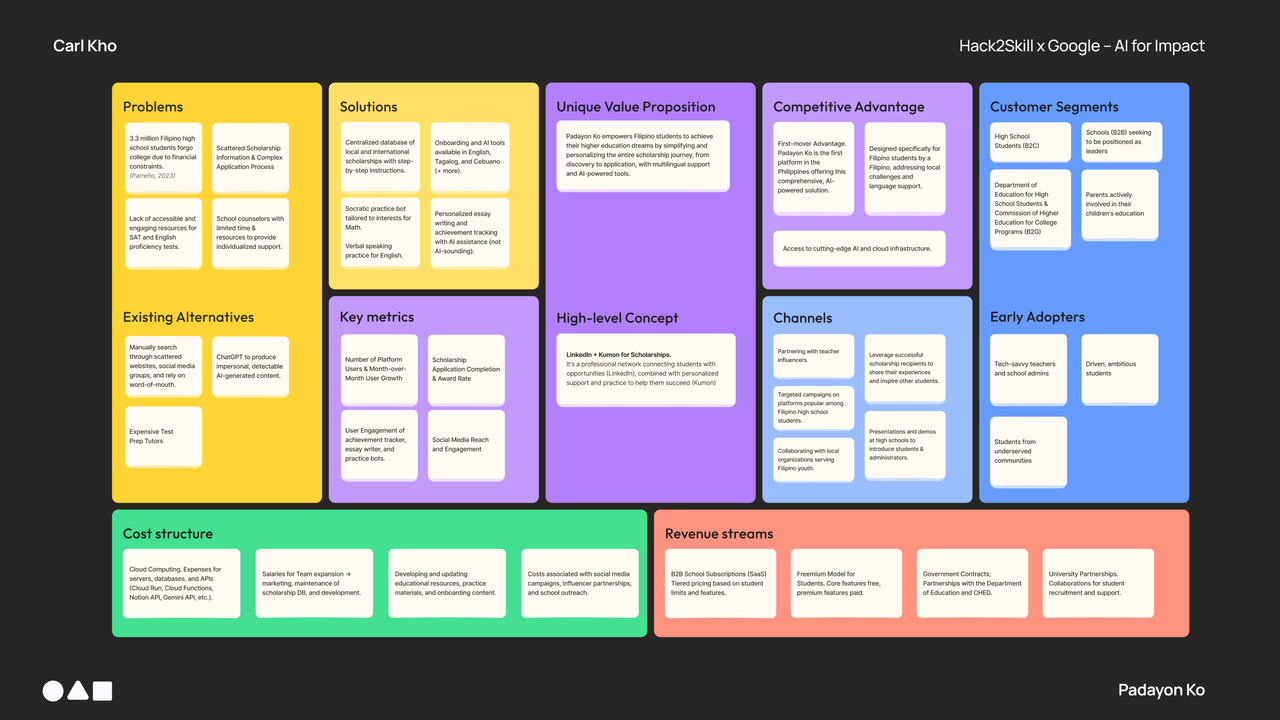 Carl Kho
Hack2Skill x Google – AI for Impact
Problems
3.3 million Filipino high
school students forgo
college due to financial
constraints.
(Parreño, 2023)
Scattered Scholarship
Information & Complex
Application Process
Lack of accessible and
engaging resources for
SAT and English
proficiency tests.
School counselors with
limited time &
resources to provide
individualized support.
Existing Alternatives
Manually search
through scattered
websites, social media
groups, and rely on
word-of-mouth.
ChatGPT to produce
impersonal, detectable
AI-generated content.
Expensive Test
Prep Tutors
Solutions
Centralized database of
local and international
scholarships with step-
by-step instructions.
Onboarding and AI tools
available in English,
Tagalog, and Cebuano
(+ more).
Socratic practice bot
tailored to interests for
Math.
Verbal speaking
practice for English.
Personalized essay
writing and
achievement tracking
with AI assistance (not
AI-sounding).
Key metrics
Number of Platform
Users & Month-over-
Month User Growth
Scholarship
Application Completion
& Award Rate
User Engagement of
achievement tracker,
essay writer, and
practice bots.
Social Media Reach
and Engagement
Unique Value Proposition
Padayon Ko empowers Filipino students to achieve
their higher education dreams by simplifying and
personalizing the entire scholarship journey, from
discovery to application, with multilingual support
and AI-powered tools.
High-level Concept
LinkedIn + Kumon for Scholarships.
It's a professional network connecting students with
opportunities (LinkedIn), combined with personalized
support and practice to help them succeed (Kumon)
Competitive Advantage
First-mover Advantage.
Padayon Ko is the first
platform in the
Philippines offering this
comprehensive, AI-
powered solution.
Designed specifically for
Filipino students by a
Filipino, addressing local
challenges and
language support.
Access to cutting-edge AI and cloud infrastructure.
Channels
Partnering with teacher
influencers.
Targeted campaigns on
platforms popular among
Filipino high school
students.
Collaborating with local
organizations serving
Filipino youth.
Leverage successful
scholarship recipients to
share their experiences
and inspire other students.
Presentations and demos
at high schools to
introduce students &
administrators.
Customer Segments
High School
Students (B2C)
Schools (B2B) seeking
to be positioned as
leaders
Department of
Education for High
School Students &
Commission of Higher
Education for College
Programs (B2G)
Parents actively
involved in their
children's education
Early Adopters
Tech-savvy teachers
and school admins
Driven, ambitious
students
Students from
underserved
communities
Cost structure
Cloud Computing. Expenses for
servers, databases, and APIs
(Cloud Run, Cloud Functions,
Notion API, Gemini API, etc.).
Salaries for Team expansion →
marketing, maintenance of
scholarship DB, and development.
Developing and updating
educational resources, practice
materials, and onboarding content.
Costs associated with social media
campaigns, influencer partnerships,
and school outreach.
Revenue streams
B2B School Subscriptions (SaaS)
Tiered pricing based on student
limits and features.
Freemium Model for
Students. Core features free,
premium features paid.
Government Contracts;
Partnerships with the Department
of Education and CHED.
University Partnerships.
Collaborations for student
recruitment and support.
Padayon Ko